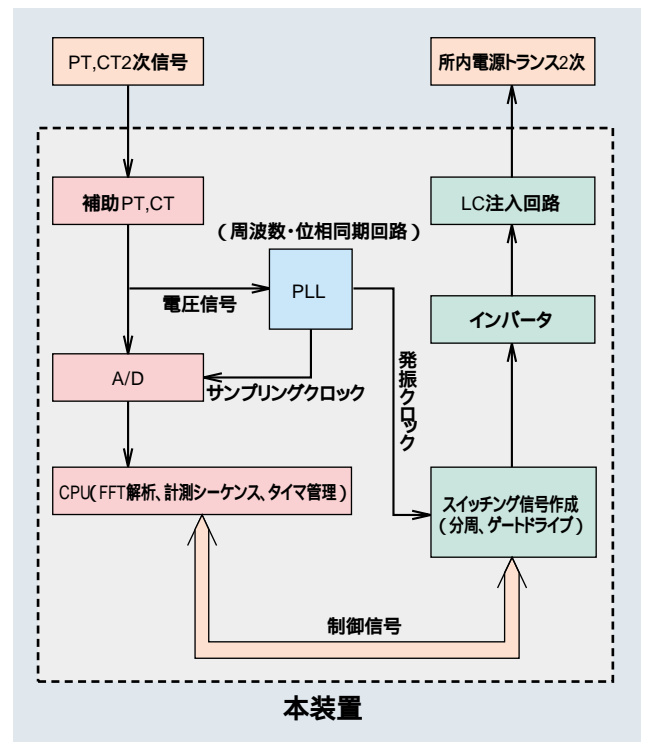 PT,CT2次信号
所内電源トランス2次
補助PT,CT
LC注入回路
(周波数・位相同期回路)
PLL
電圧信号
インバータ
A/D
サンプリングクロック
発振クロック
CPU(FFT解析、計測シーケンス、タイマ管理)
スイッチング信号作成
(分周、ゲートドライブ)
制御信号
本装置